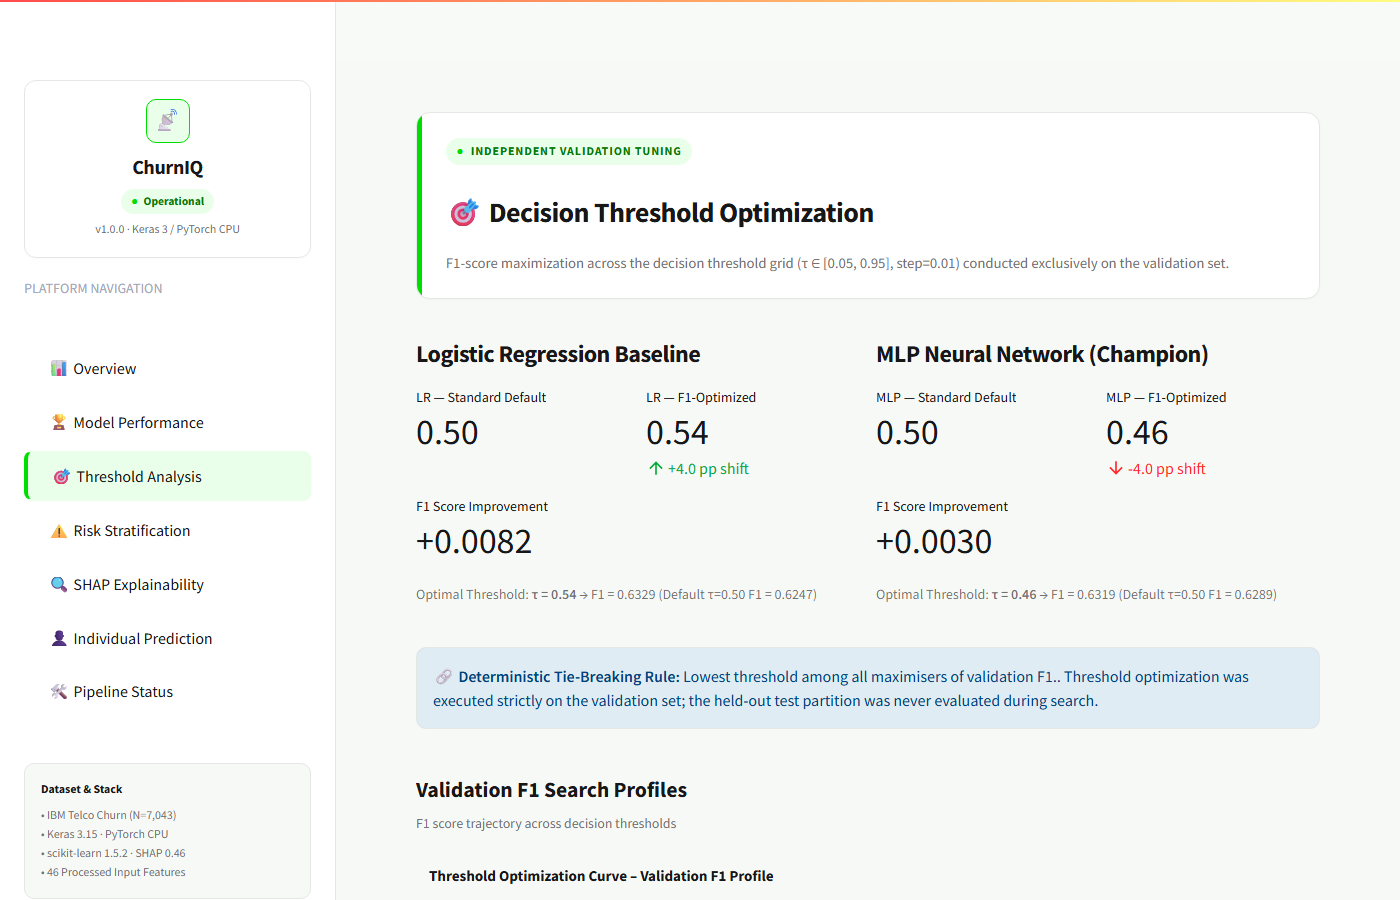 ChurnIQ
● Operational
v1.0.0 · Keras 3 / PyTorch CPU
PLATFORM NAVIGATION
Overview
Model Performance
Threshold Analysis
Risk Stratification
SHAP Explainability
Individual Prediction
Pipeline Status
Dataset & Stack
• IBM Telco Churn (N=7,043)
• Keras 3.15 · PyTorch CPU
• scikit-learn 1.5.2 · SHAP 0.46
• 46 Processed Input Features
● INDEPENDENT VALIDATION TUNING
Decision Threshold Optimization
F1-score maximization across the decision threshold grid (τ ∈ [0.05, 0.95], step=0.01) conducted exclusively on the validation set.
Logistic Regression Baseline
LR — Standard Default
0.50
LR — F1-Optimized
0.54
↑ +4.0 pp shift
F1 Score Improvement
+0.0082
Optimal Threshold: τ = 0.54 → F1 = 0.6329 (Default τ=0.50 F1 = 0.6247)
MLP Neural Network (Champion)
MLP — Standard Default
0.50
MLP — F1-Optimized
0.46
↓ -4.0 pp shift
F1 Score Improvement
+0.0030
Optimal Threshold: τ = 0.46 → F1 = 0.6319 (Default τ=0.50 F1 = 0.6289)
Deterministic Tie-Breaking Rule: Lowest threshold among all maximisers of validation F1.. Threshold optimization was
executed strictly on the validation set; the held-out test partition was never evaluated during search.
Validation F1 Search Profiles
F1 score trajectory across decision thresholds
Threshold Optimization Curve – Validation F1 Profile